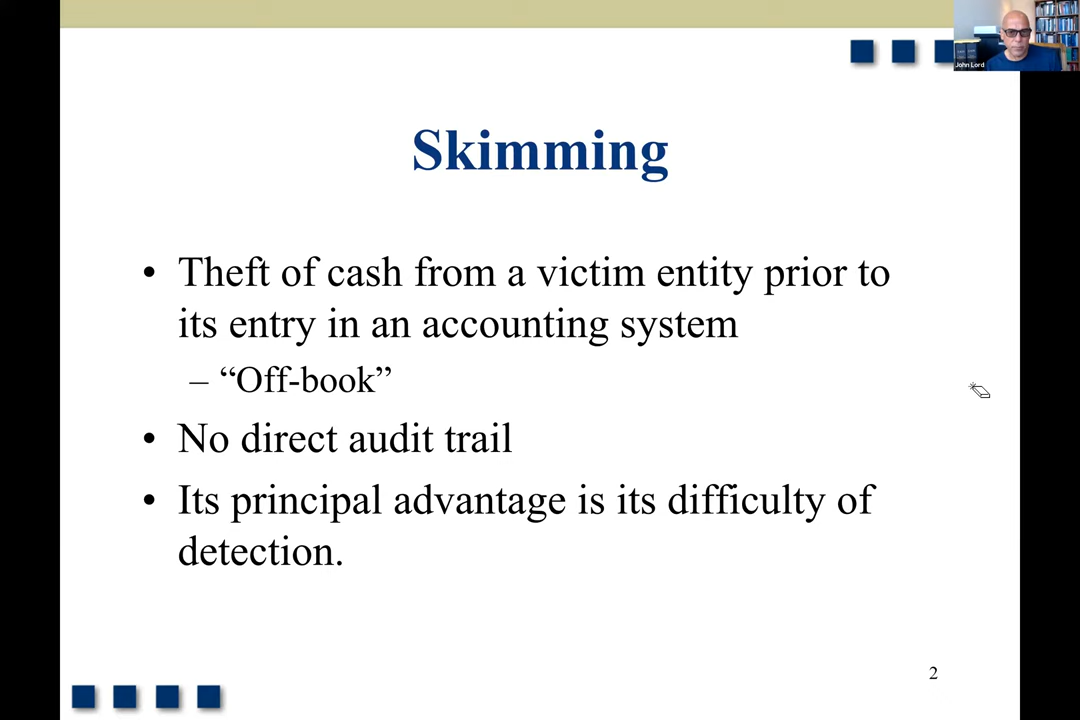 John Lord
Skimming
• Theft of cash from a victim entity prior to
its entry in an accounting system
– “Off-book”
• No direct audit trail
• Its principal advantage is its difficulty of
detection.
2